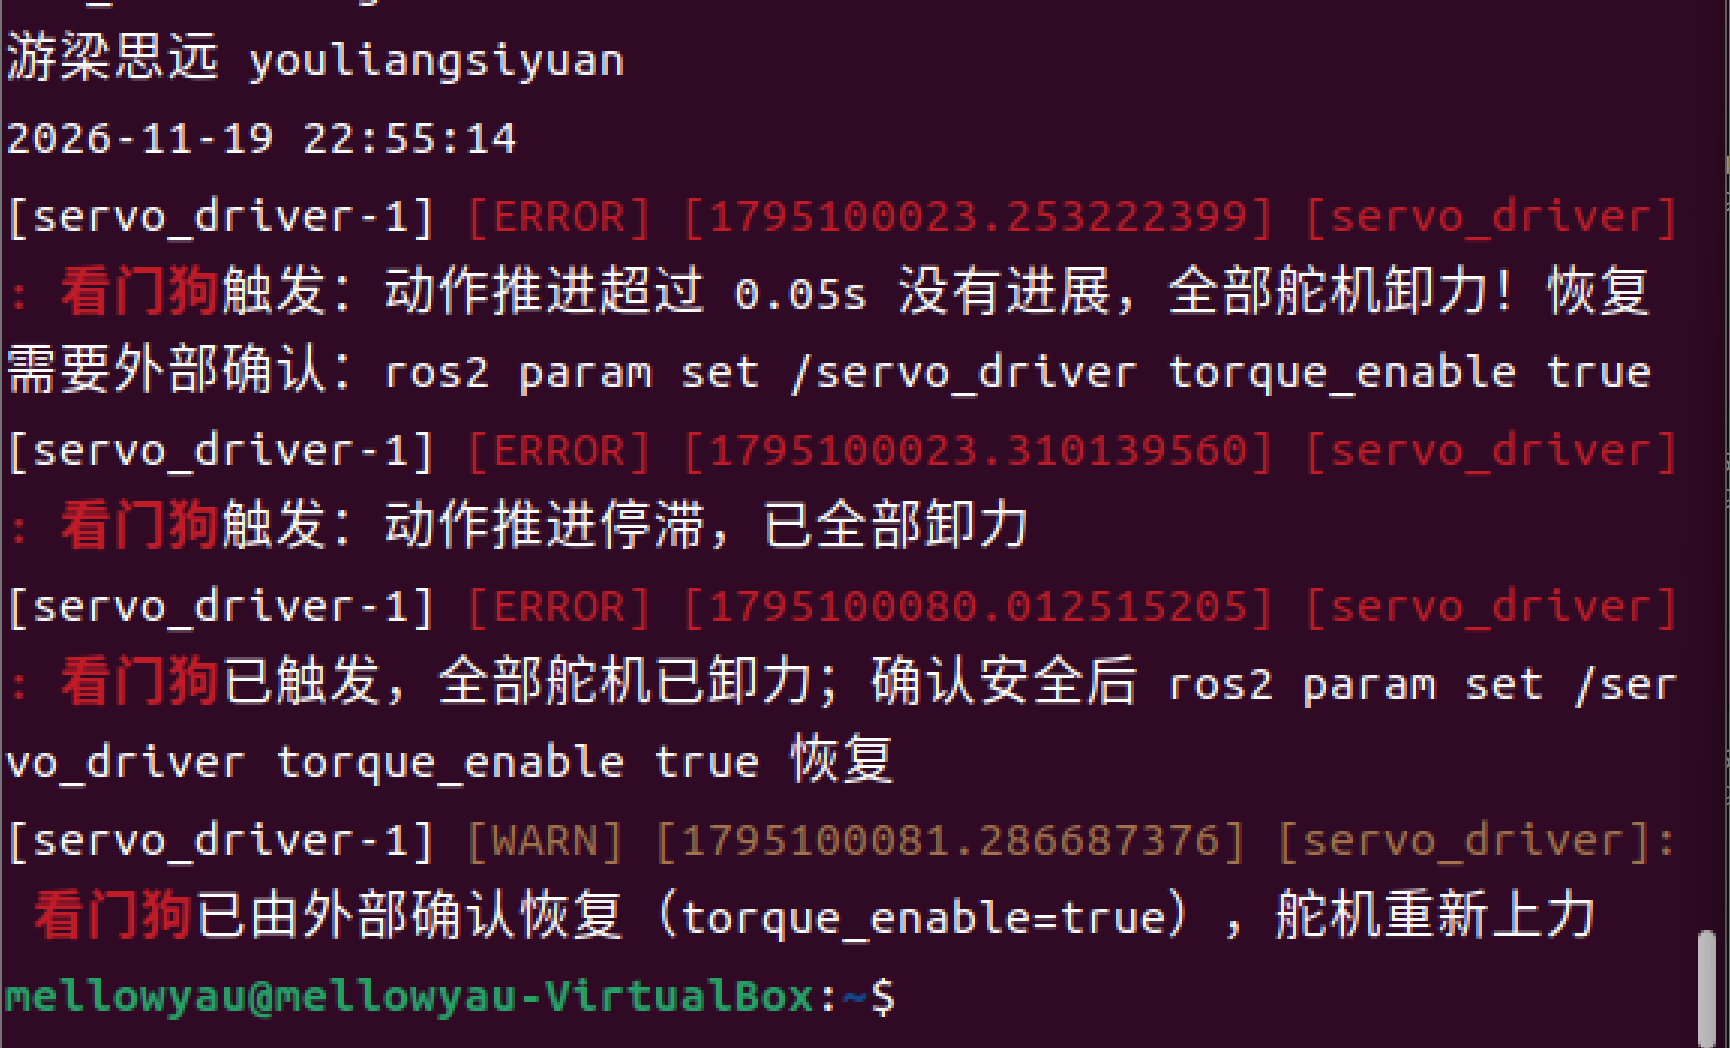 游梁思远 youliangsiyuan
2026-11-19 22:55:14
[servo_driver-1] [ERROR] [1795100023.253222399] [servo_driver]
: 看门狗触发：动作推进超过 0.05s 没有进展，全部舵机卸力！恢复
需要外部确认：ros2 param set /servo_driver torque_enable true
[servo_driver-1] [ERROR] [1795100023.310139560] [servo_driver]
: 看门狗触发：动作推进停滞，已全部卸力
[servo_driver-1] [ERROR] [1795100080.012515205] [servo_driver]
: 看门狗已触发，全部舵机已卸力；确认安全后 ros2 param set /ser
vo_driver torque_enable true 恢复
[servo_driver-1] [WARN] [1795100081.286687376] [servo_driver]:
 看门狗已由外部确认恢复（torque_enable=true），舵机重新上力
mellowyau@mellowyau-VirtualBox:~$